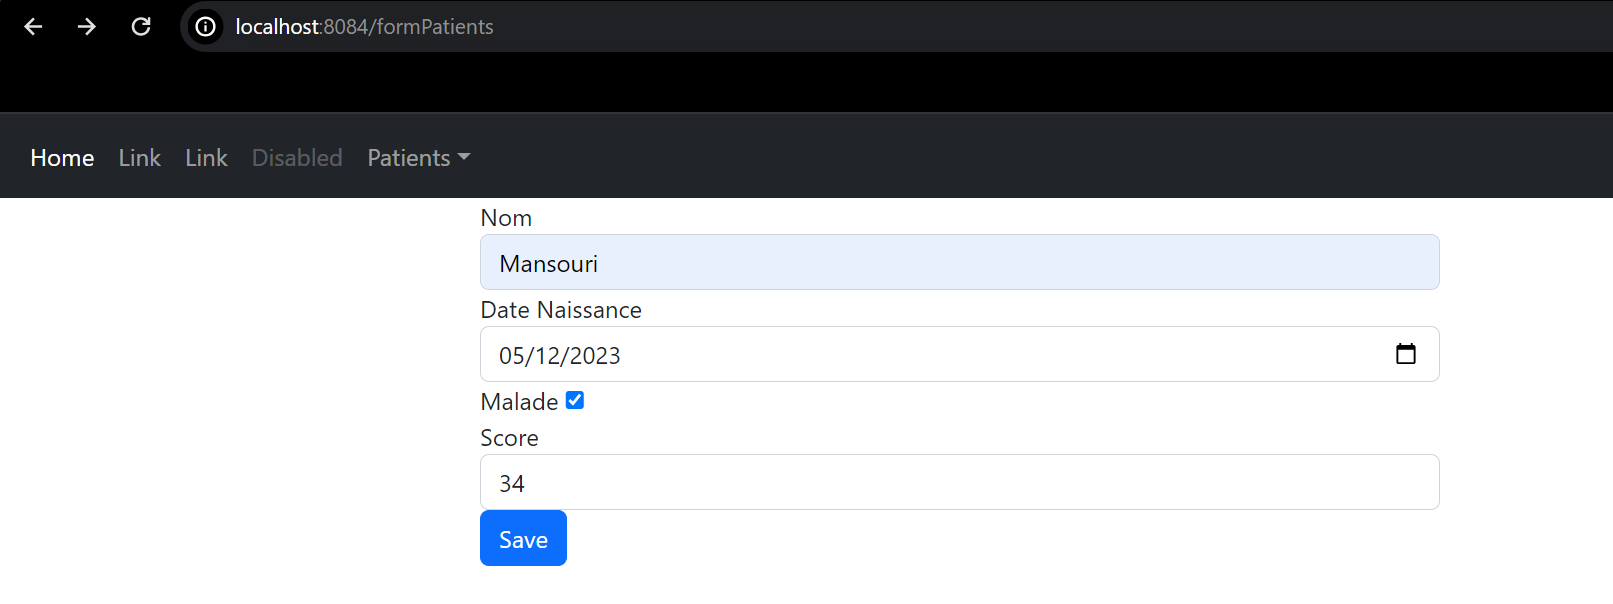 localhost:8084/formPatients
Home Link Link Disabled Patients
Nom
Mansouri
Date Naissance
05/12/2023
Malade
Score
34
Save